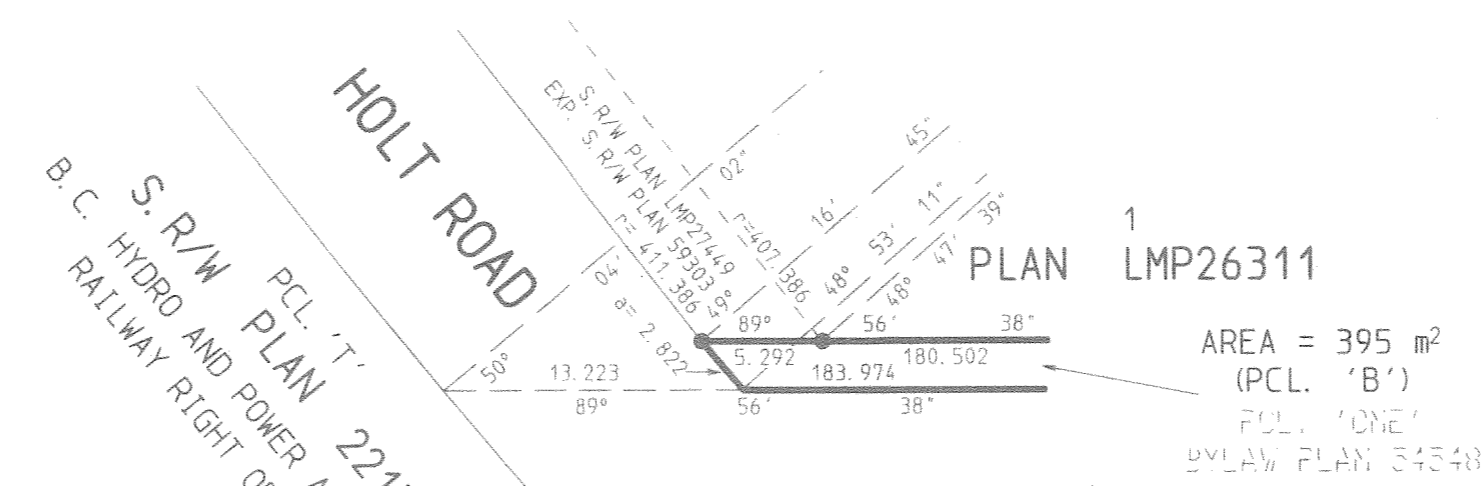 HOLT ROAD
S. R/W PLAN LMP27449
EXP. S. R/W PLAN 59303
r= 411.386
r=407.386
a= 2.822
50° 04' 02"
49° 16' 45"
48° 53' 11"
48° 47' 39"
1
PLAN LMP26311
89° 56' 38"
5.292 180.502
13.223 183.974
89° 56' 38"
AREA = 395 m²
(PCL. 'B')
PCL. 'ONE'
BYLAW PLAN 54548
PCL. 'T'
S. R/W PLAN
B. C. HYDRO AND POWER
RAILWAY RIGHT